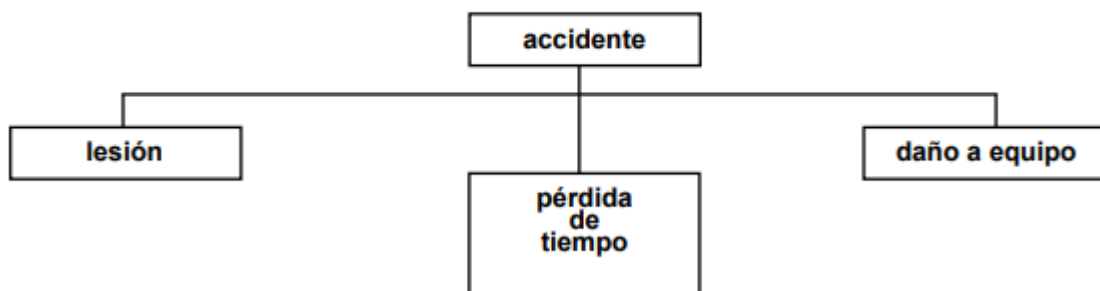 accidente
lesión
daño a equipo
pérdida
de
tiempo